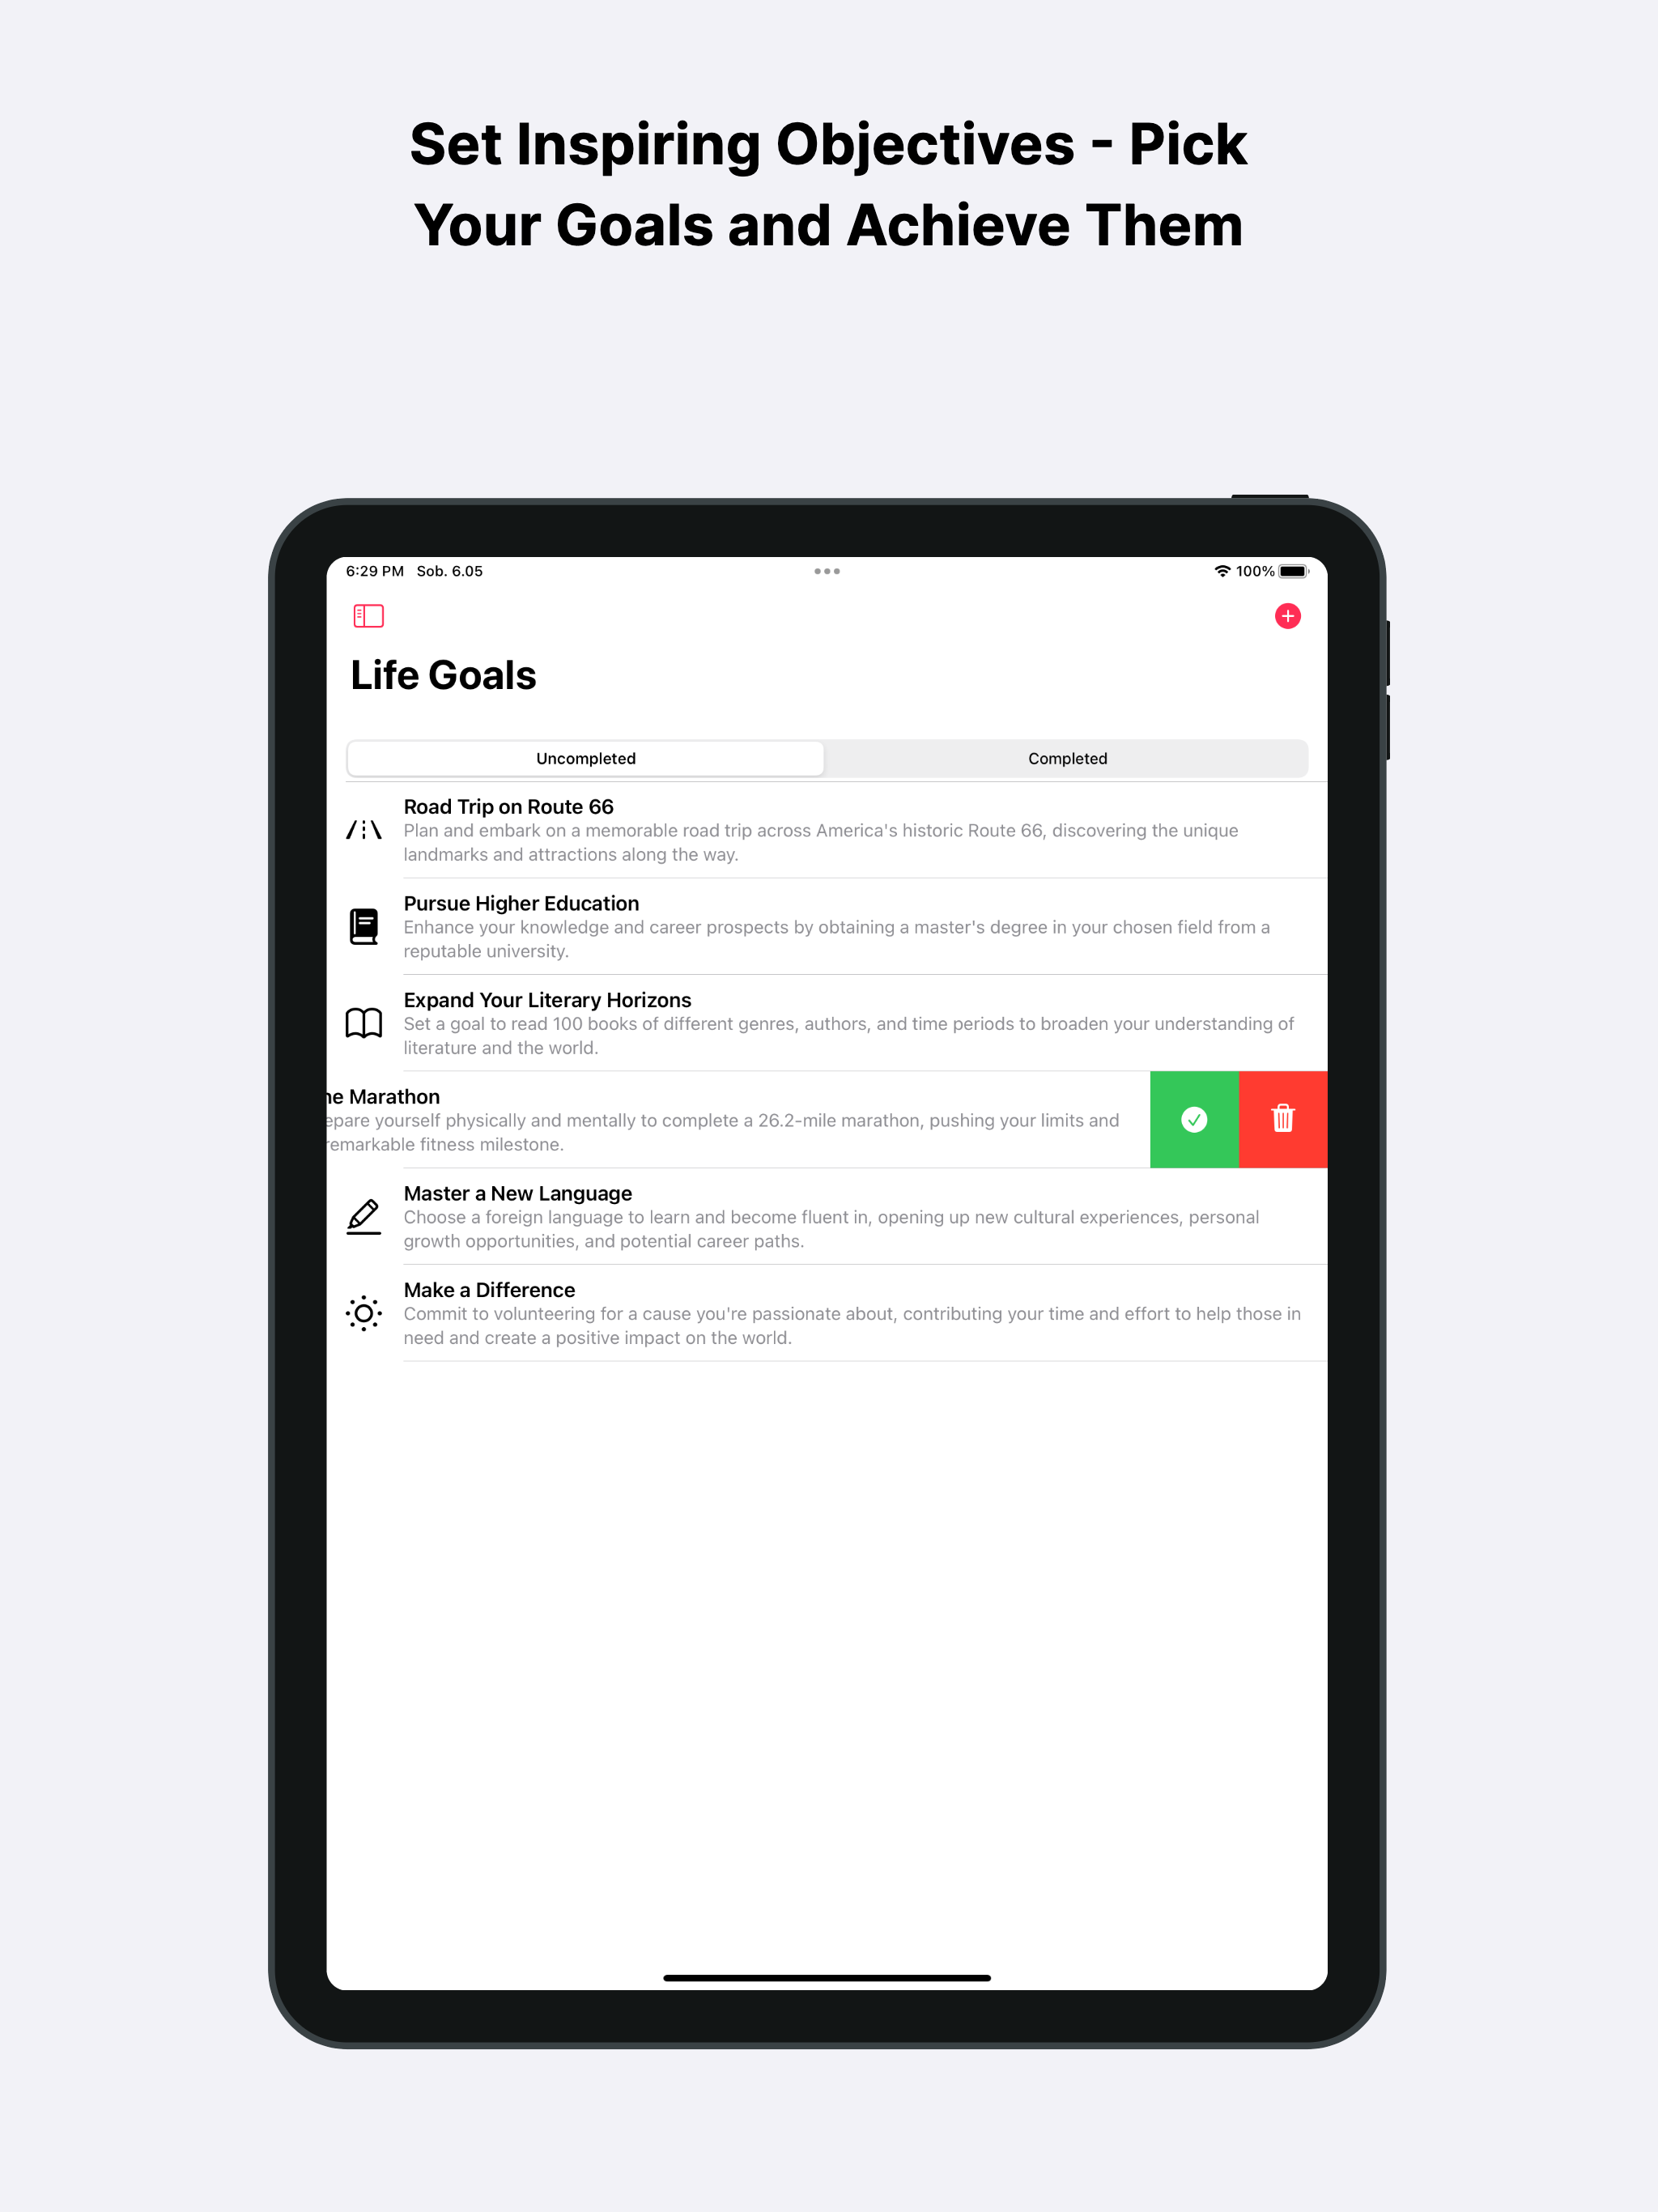 Set Inspiring Objectives - Pick
Your Goals and Achieve Them
6:29 PM Sob. 6.05 100%
Life Goals
Uncompleted Completed
Road Trip on Route 66
Plan and embark on a memorable road trip across America's historic Route 66, discovering the unique
landmarks and attractions along the way.
Pursue Higher Education
Enhance your knowledge and career prospects by obtaining a master's degree in your chosen field from a
reputable university.
Expand Your Literary Horizons
Set a goal to read 100 books of different genres, authors, and time periods to broaden your understanding of
literature and the world.
Marathon
yourself physically and mentally to complete a 26.2-mile marathon, pushing your limits and
remarkable fitness milestone.
Master a New Language
Choose a foreign language to learn and become fluent in, opening up new cultural experiences, personal
growth opportunities, and potential career paths.
Make a Difference
Commit to volunteering for a cause you're passionate about, contributing your time and effort to help those in
need and create a positive impact on the world.